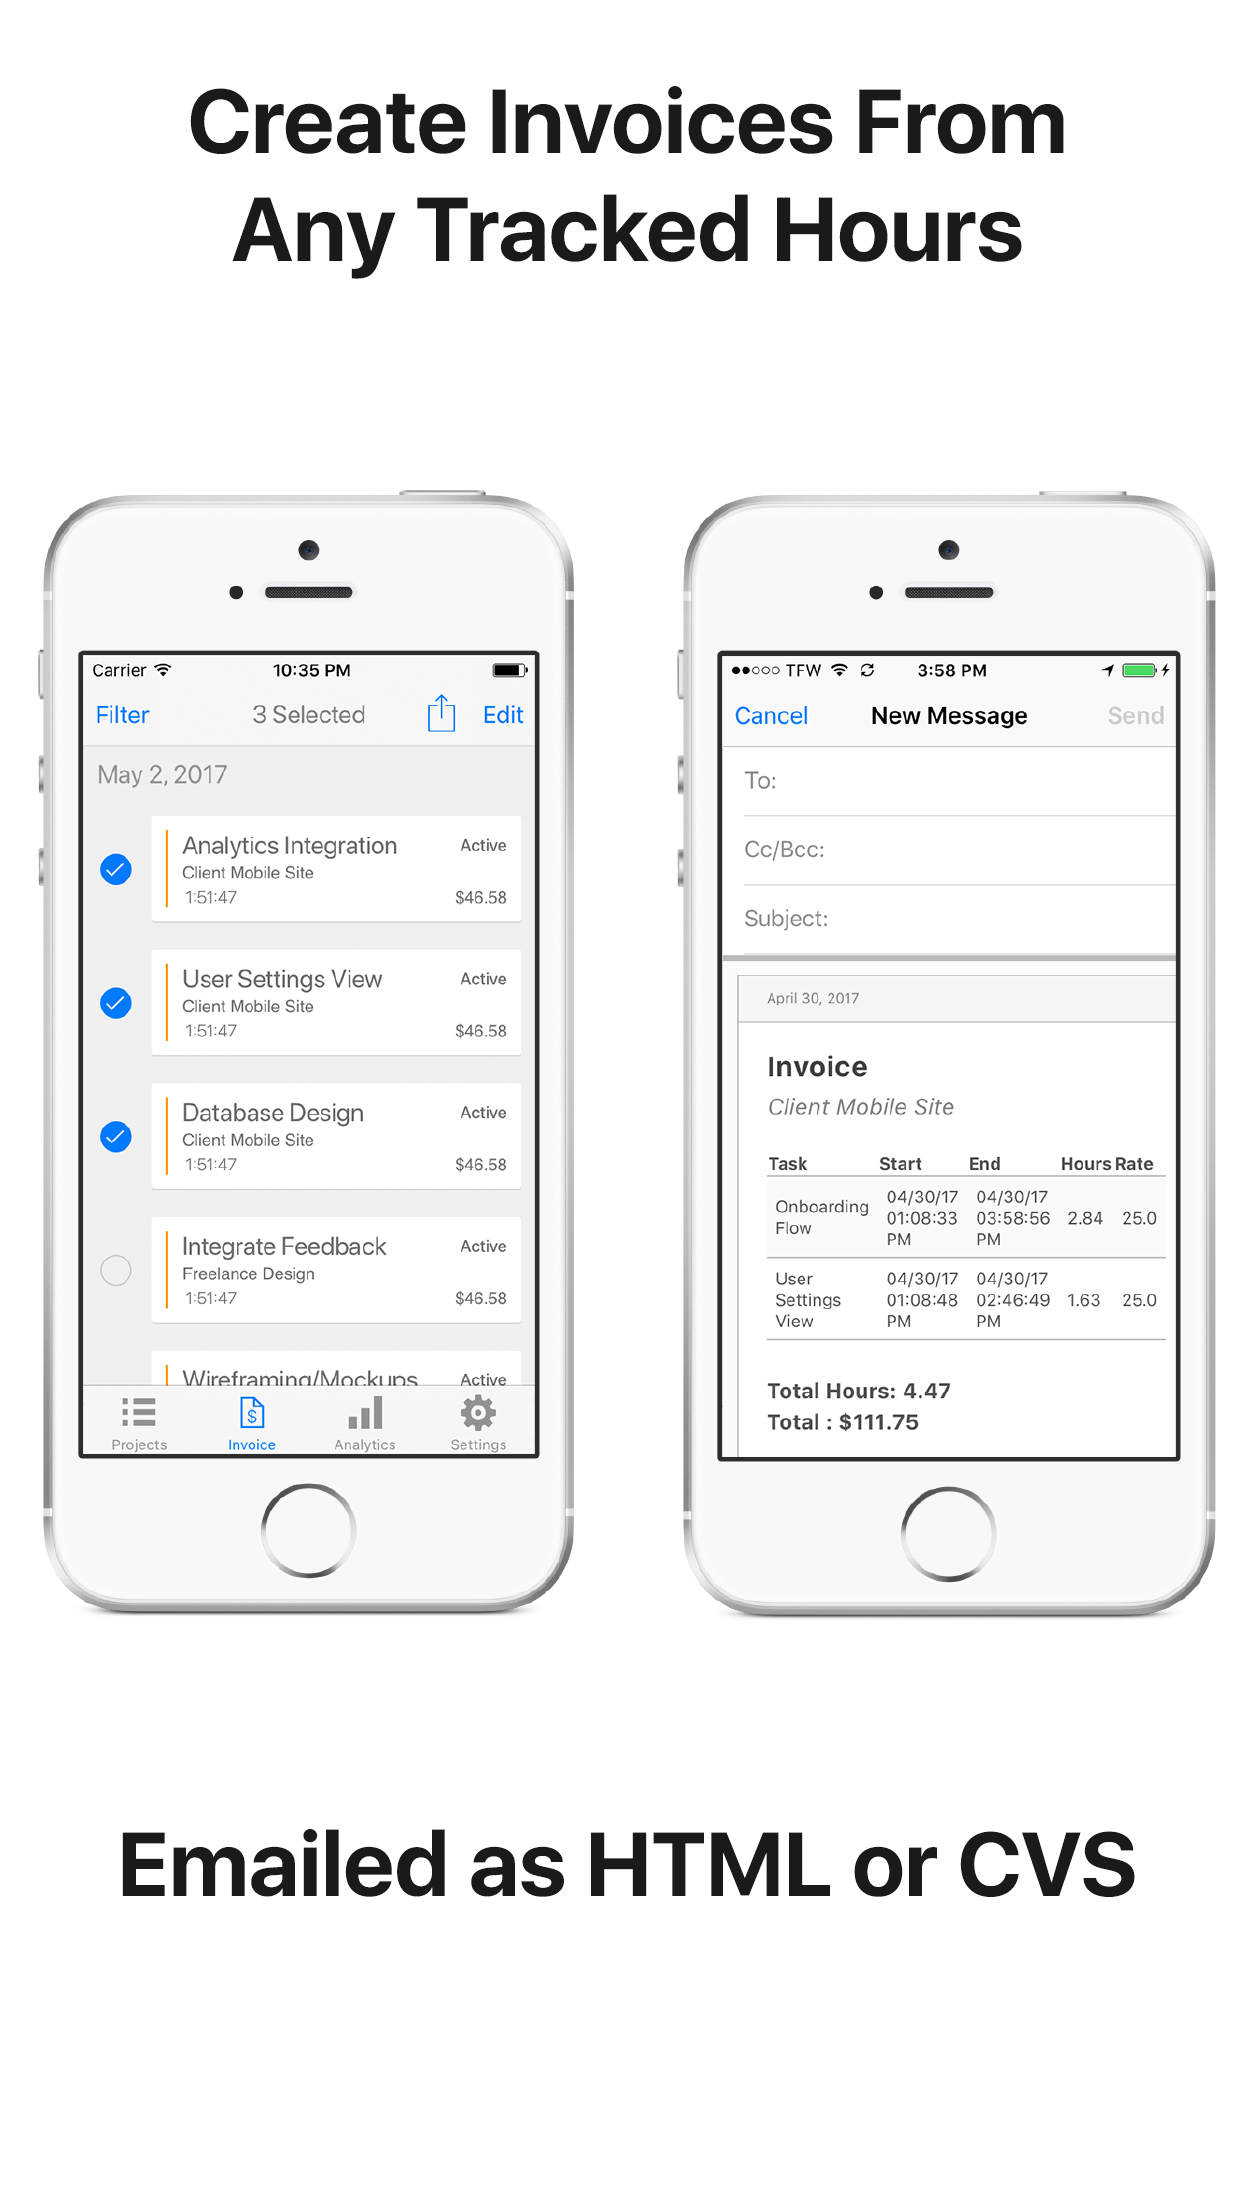 Create Invoices From
Any Tracked Hours
Carrier 10:35 PM
Filter 3 Selected Edit
May 2, 2017
Analytics Integration Active
Client Mobile Site
1:51:47 $46.58
User Settings View Active
Client Mobile Site
1:51:47 $46.58
Database Design Active
Client Mobile Site
1:51:47 $46.58
Integrate Feedback Active
Freelance Design
1:51:47 $46.58
Wireframing/Mockups Active
Projects Invoice Analytics Settings
TFW 3:58 PM
Cancel New Message Send
To:
Cc/Bcc:
Subject:
April 30, 2017
Invoice
Client Mobile Site
Task Start End Hours Rate
Onboarding Flow 04/30/17 01:08:33 PM 04/30/17 03:58:56 PM 2.84 25.0
User Settings View 04/30/17 01:08:48 PM 04/30/17 02:46:49 PM 1.63 25.0
Total Hours: 4.47
Total : $111.75
Emailed as HTML or CVS